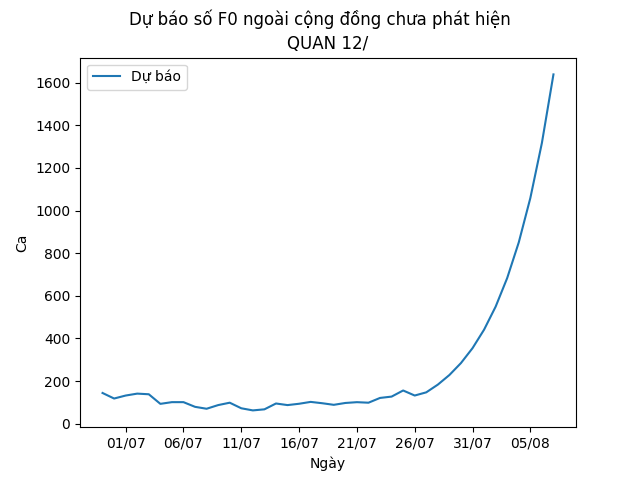 Dự báo số F0 ngoài cộng đồng chưa phát hiện
QUAN 12/
Dự báo
1600
1400
1200
1000
800
600
400
200
0
Ca
01/07 06/07 11/07 16/07 21/07 26/07 31/07 05/08
Ngày